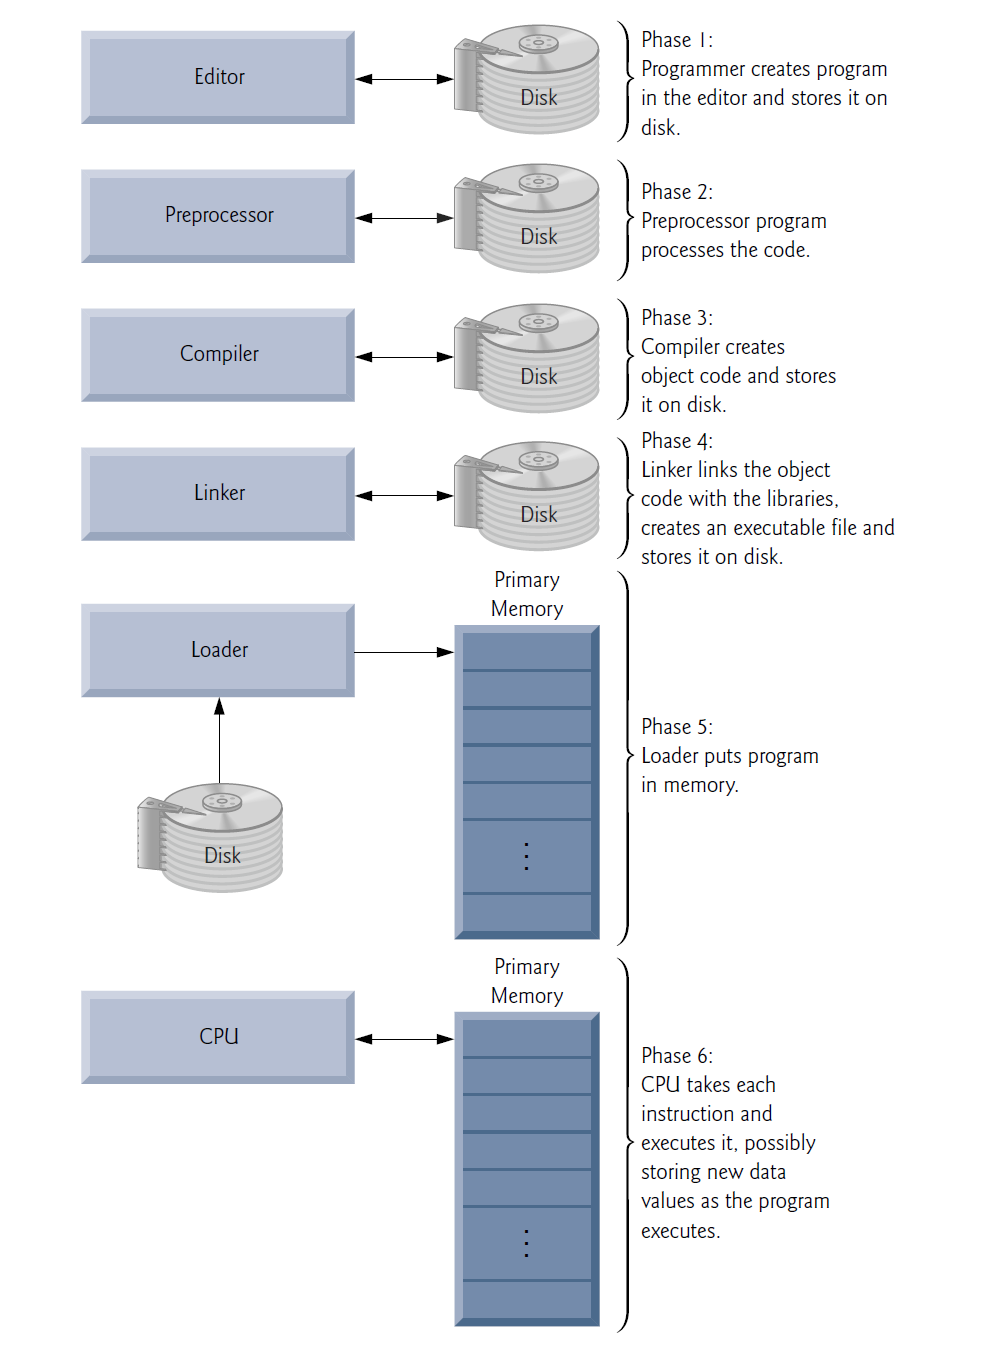 Editor
Disk
Phase 1:
Programmer creates program
in the editor and stores it on
disk.
Preprocessor
Disk
Phase 2:
Preprocessor program
processes the code.
Compiler
Disk
Phase 3:
Compiler creates
object code and stores
it on disk.
Linker
Disk
Phase 4:
Linker links the object
code with the libraries,
creates an executable file and
stores it on disk.
Primary
Memory
Loader
Disk
Phase 5:
Loader puts program
in memory.
Primary
Memory
CPU
Phase 6:
CPU takes each
instruction and
executes it, possibly
storing new data
values as the program
executes.